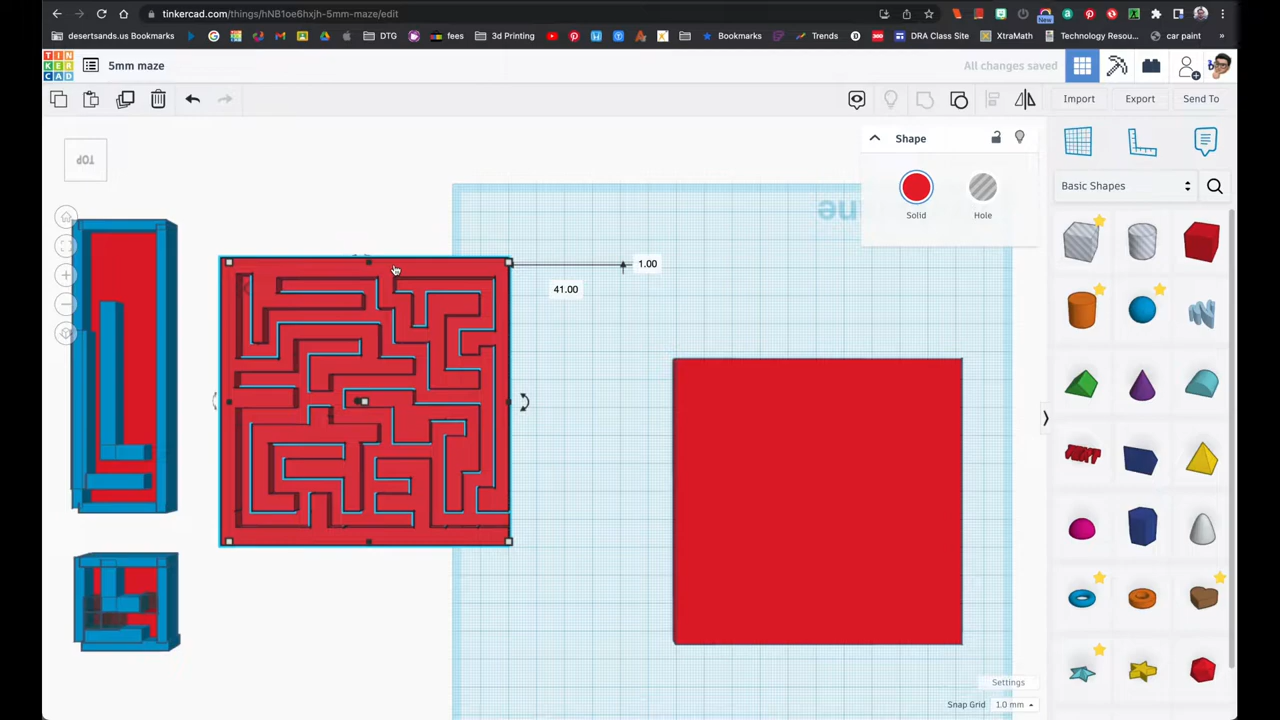 tinkercad.com/things/hNB1oe6hxjh-5mm-maze/edit
desertsands.us Bookmarks
DTG
fees
3d Printing
Bookmarks
Trends
DRA Class Site
XtraMath
Technology Resou...
car paint
»
New
TIN
KER
CAD
5mm maze
All changes saved
Import
Export
Send To
Shape
TOP
Solid
Hole
Basic Shapes
1.00
41.00
Settings
Snap Grid 1.0 mm